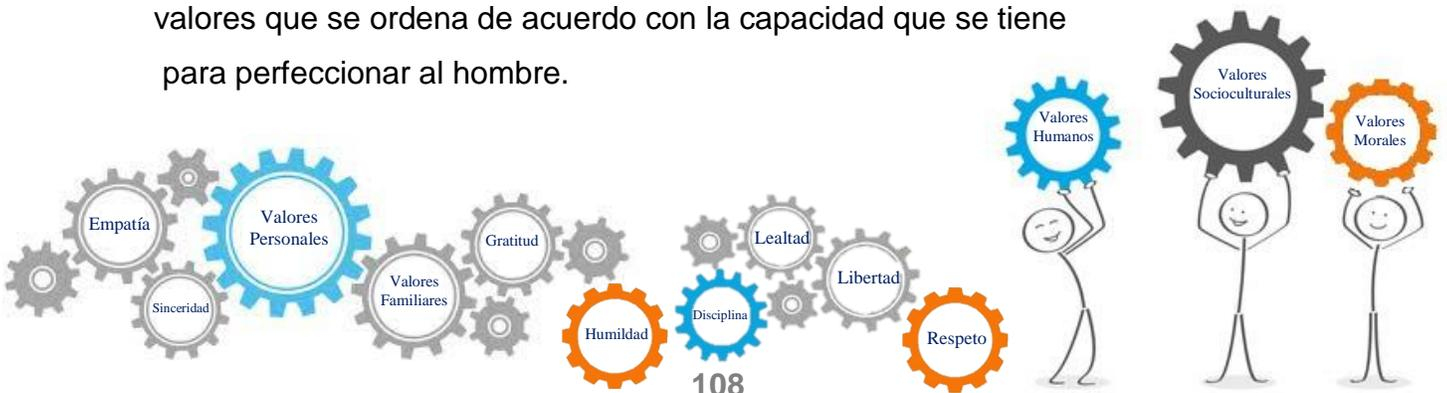 valores que se ordena de acuerdo con la capacidad que se tiene
para perfeccionar al hombre.
Valores
Humanos
Valores
Socioculturales
Valores
Morales
Empatía
Valores
Personales
Sinceridad
Valores
Familiares
Gratitud
Humildad
Disciplina
Lealtad
Libertad
Respeto
108